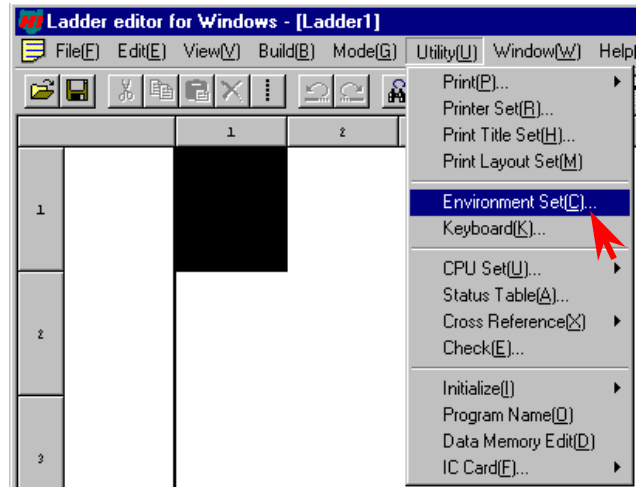 Ladder editor for Windows - [Ladder1]
File(F) Edit(E) View(V) Build(B) Mode(G) Utility(U) Window(W) Help
1 2
1
2
3
Print(P)...
Printer Set(R)...
Print Title Set(H)...
Print Layout Set(M)
Environment Set(C)...
Keyboard(K)...
CPU Set(U)...
Status Table(A)...
Cross Reference(X)
Check(E)...
Initialize(I)
Program Name(O)
Data Memory Edit(D)
IC Card(F)...